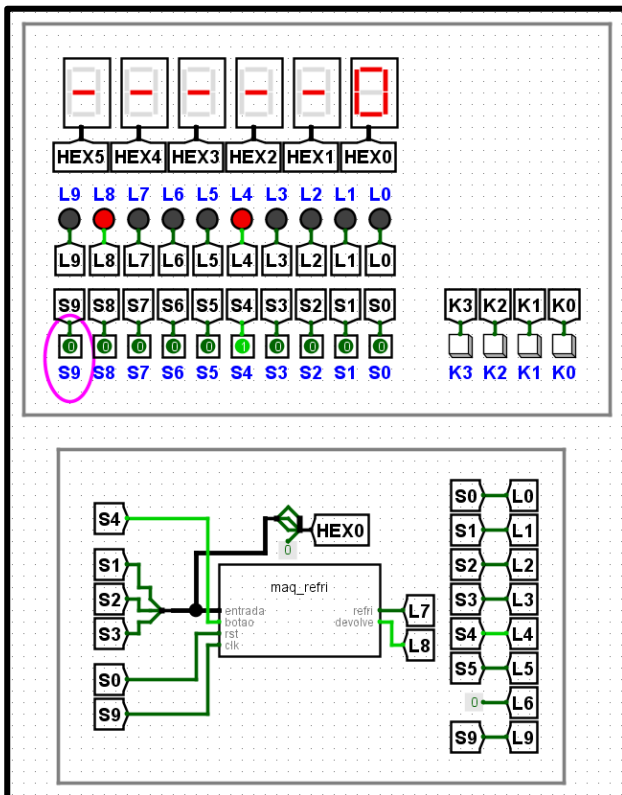 HEX5 HEX4 HEX3 HEX2 HEX1 HEX0
L9 L8 L7 L6 L5 L4 L3 L2 L1 L0
L9 L8 L7 L6 L5 L4 L3 L2 L1 L0
S9 S8 S7 S6 S5 S4 S3 S2 S1 S0 K3 K2 K1 K0
0 0 0 0 0 1 0 0 0 0
S9 S8 S7 S6 S5 S4 S3 S2 S1 S0 K3 K2 K1 K0
S4
S1
S2
S3
S0
S9
HEX0
0
maq_refri
entrada
botao
rst
clk
refri
devolve
L7
L8
S0 L0
S1 L1
S2 L2
S3 L3
S4 L4
S5 L5
0 L6
S9 L9